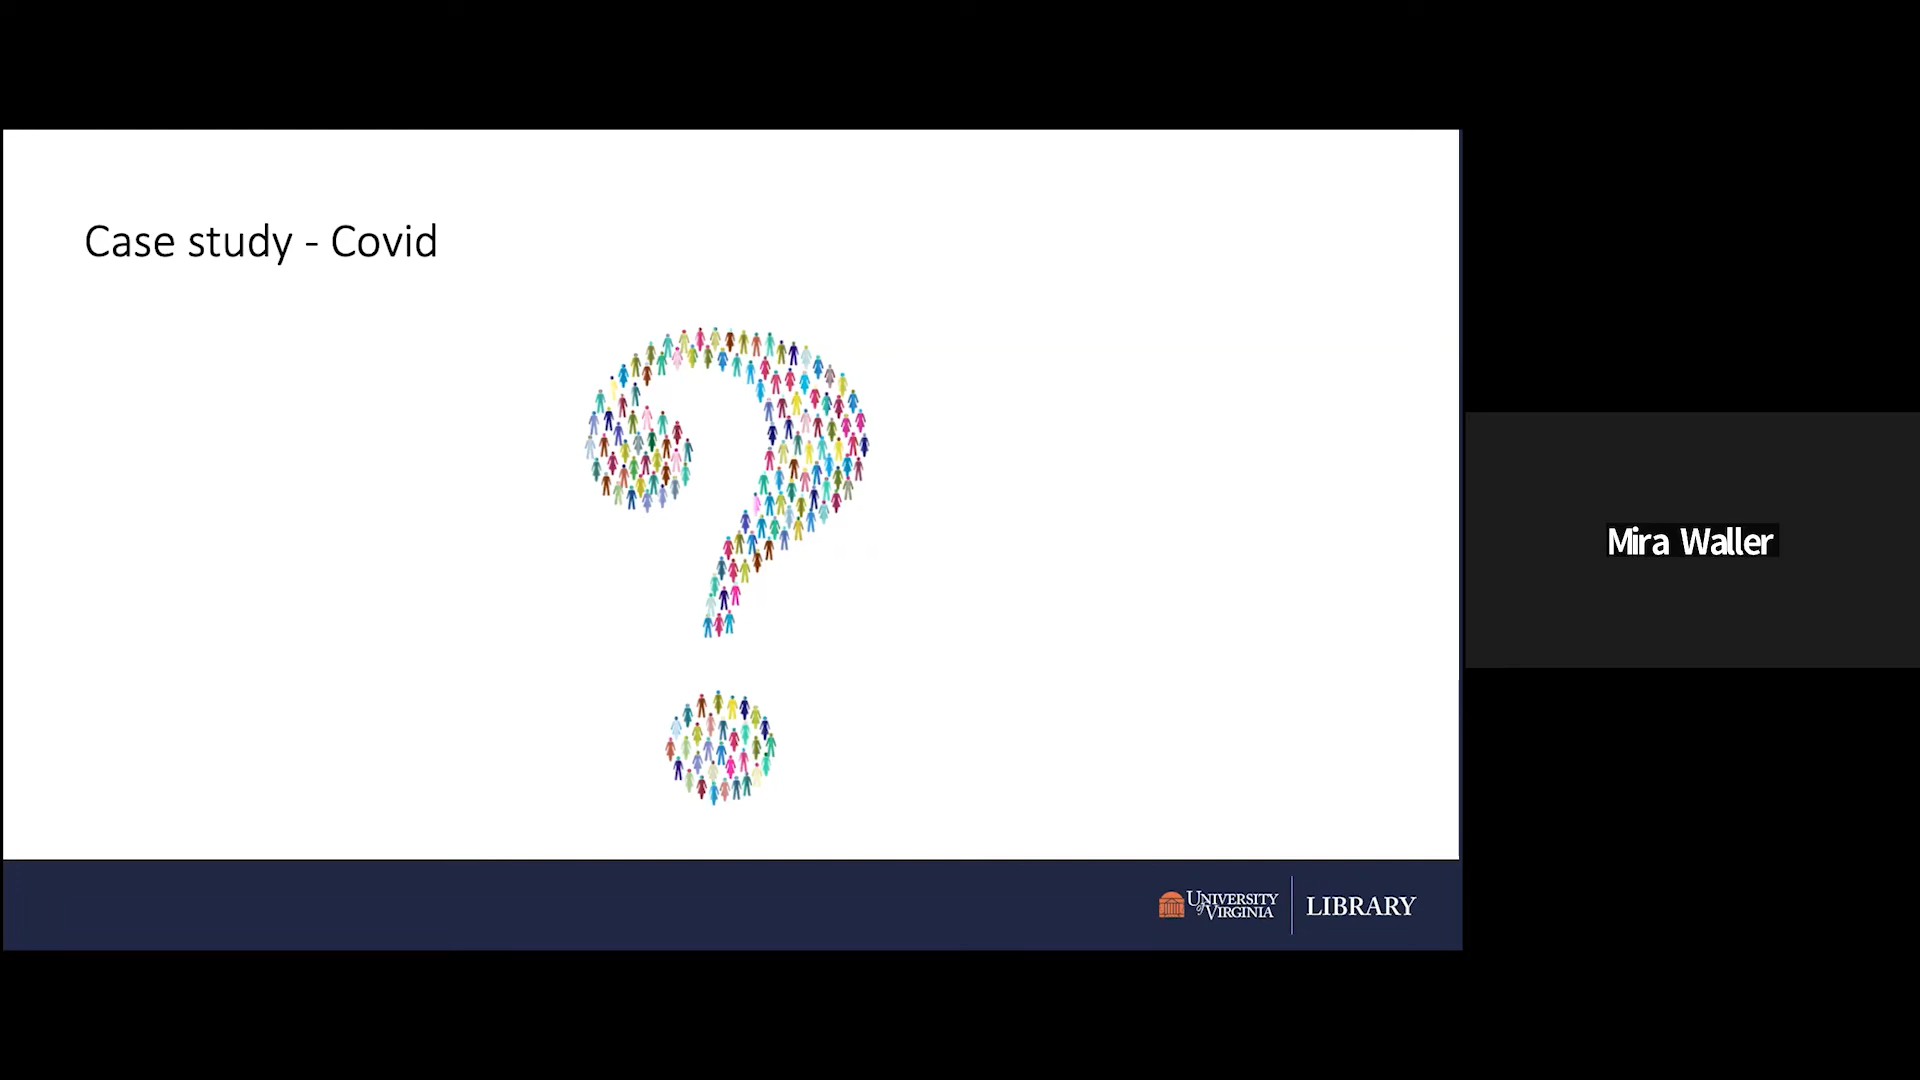 Case study - Covid
Mira Waller
UNIVERSITY
of VIRGINIA
LIBRARY